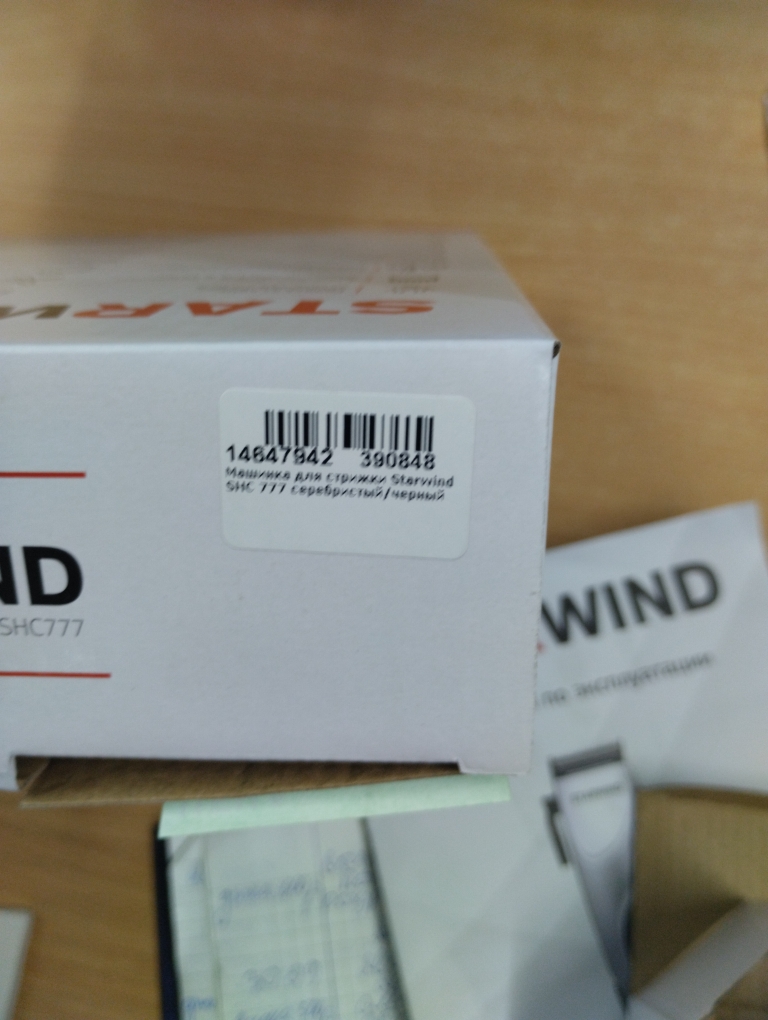 STARW
14647942 390848
Машинка для стрижки Starwind
SHC 777 серебристый/черный
ND
SHC777
WIND
по эксплуатации